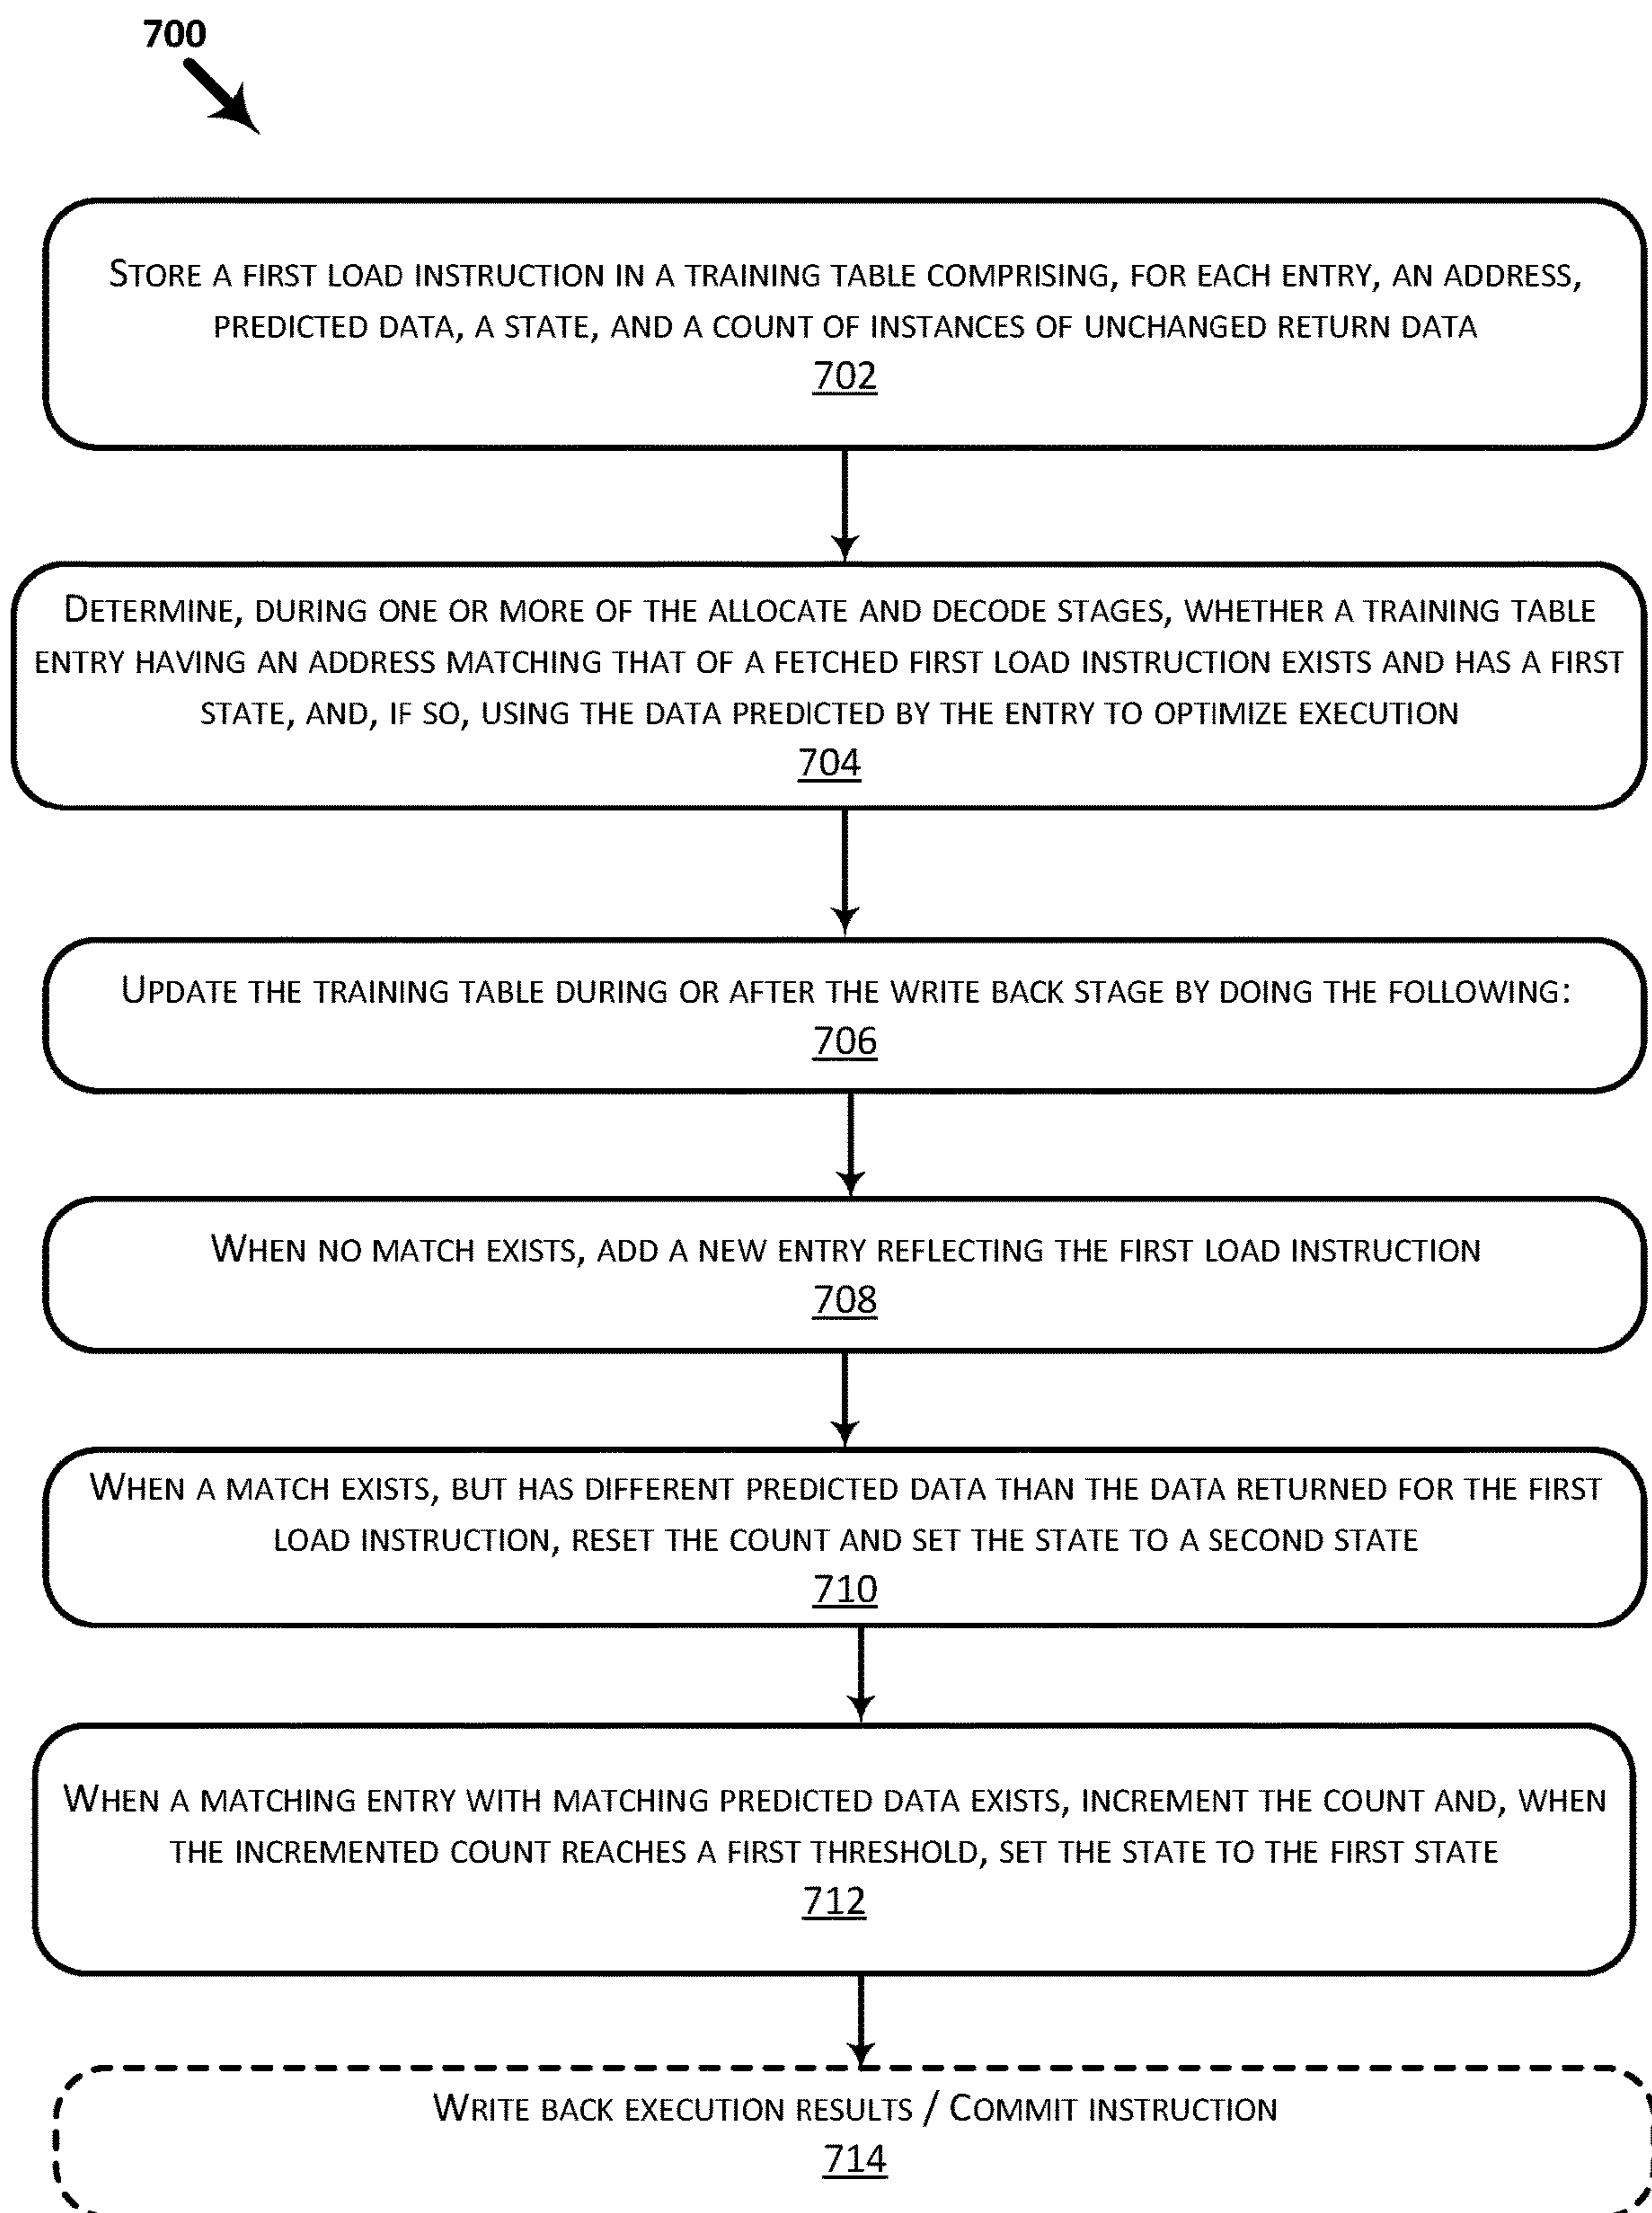 700
STORE A FIRST LOAD INSTRUCTION IN A TRAINING TABLE COMPRISING, FOR EACH ENTRY, AN ADDRESS,
PREDICTED DATA, A STATE, AND A COUNT OF INSTANCES OF UNCHANGED RETURN DATA
702
DETERMINE, DURING ONE OR MORE OF THE ALLOCATE AND DECODE STAGES, WHETHER A TRAINING TABLE
ENTRY HAVING AN ADDRESS MATCHING THAT OF A FETCHED FIRST LOAD INSTRUCTION EXISTS AND HAS A FIRST
STATE, AND, IF SO, USING THE DATA PREDICTED BY THE ENTRY TO OPTIMIZE EXECUTION
704
UPDATE THE TRAINING TABLE DURING OR AFTER THE WRITE BACK STAGE BY DOING THE FOLLOWING:
706
WHEN NO MATCH EXISTS, ADD A NEW ENTRY REFLECTING THE FIRST LOAD INSTRUCTION
708
WHEN A MATCH EXISTS, BUT HAS DIFFERENT PREDICTED DATA THAN THE DATA RETURNED FOR THE FIRST
LOAD INSTRUCTION, RESET THE COUNT AND SET THE STATE TO A SECOND STATE
710
WHEN A MATCHING ENTRY WITH MATCHING PREDICTED DATA EXISTS, INCREMENT THE COUNT AND, WHEN
THE INCREMENTED COUNT REACHES A FIRST THRESHOLD, SET THE STATE TO THE FIRST STATE
712
WRITE BACK EXECUTION RESULTS / COMMIT INSTRUCTION
714